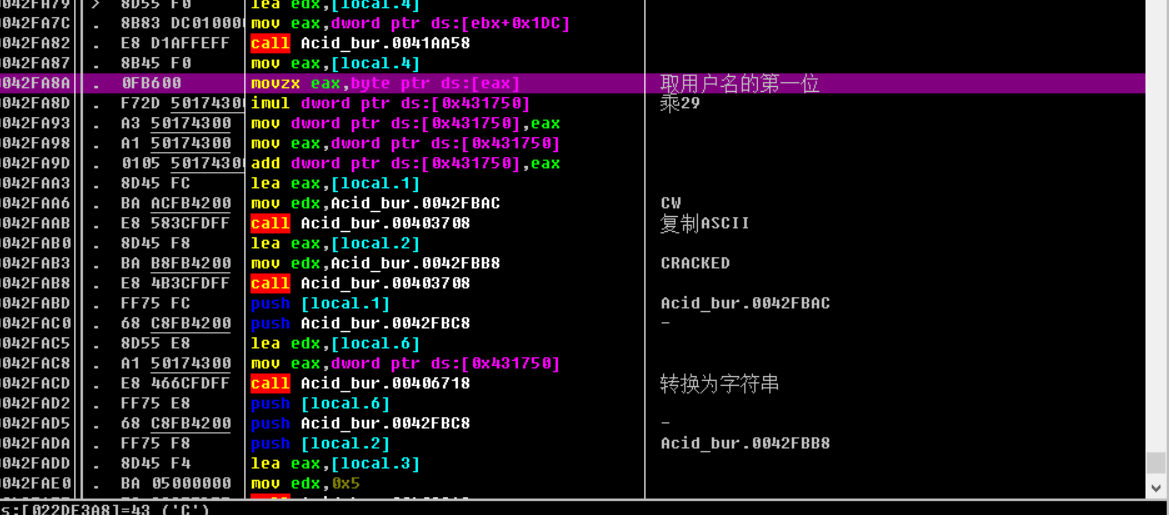 0042FA79 > 8D55 F0 lea edx,[local.4]
0042FA7C . 8B83 DC010000 mov eax,dword ptr ds:[ebx+0x1DC]
0042FA82 . E8 D1AFFEFF call Acid_bur.0041AA58
0042FA87 . 8B45 F0 mov eax,[local.4]
0042FA8A . 0FB600 movzx eax,byte ptr ds:[eax] 取用户名的第一位
0042FA8D . F72D 50174300 imul dword ptr ds:[0x431750] 乘29
0042FA93 . A3 50174300 mov dword ptr ds:[0x431750],eax
0042FA98 . A1 50174300 mov eax,dword ptr ds:[0x431750]
0042FA9D . 0105 50174300 add dword ptr ds:[0x431750],eax
0042FAA3 . 8D45 FC lea eax,[local.1]
0042FAA6 . BA ACFB4200 mov edx,Acid_bur.0042FBAC CW
0042FAAB . E8 583CFDFF call Acid_bur.00403708 复制ASCII
0042FAB0 . 8D45 F8 lea eax,[local.2]
0042FAB3 . BA B8FB4200 mov edx,Acid_bur.0042FBB8 CRACKED
0042FAB8 . E8 4B3CFDFF call Acid_bur.00403708
0042FABD . FF75 FC push [local.1] Acid_bur.0042FBAC
0042FAC0 . 68 C8FB4200 push Acid_bur.0042FBC8 -
0042FAC5 . 8D55 E8 lea edx,[local.6]
0042FAC8 . A1 50174300 mov eax,dword ptr ds:[0x431750]
0042FACD . E8 466CFDFF call Acid_bur.00406718 转换为字符串
0042FAD2 . FF75 E8 push [local.6]
0042FAD5 . 68 C8FB4200 push Acid_bur.0042FBC8 -
0042FADA . FF75 F8 push [local.2] Acid_bur.0042FBB8
0042FADD . 8D45 F4 lea eax,[local.3]
0042FAE0 . BA 05000000 mov edx,0x5
s:[022DE3A8]=43 ('C')